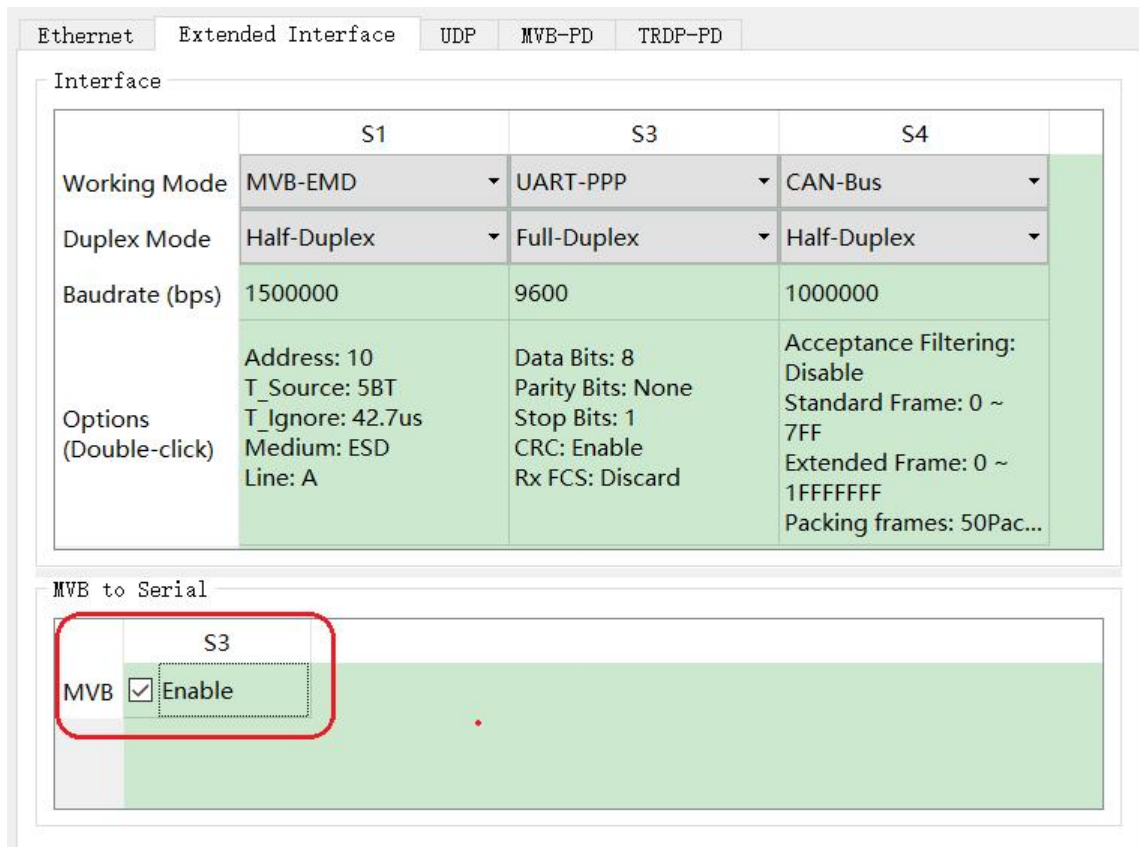 Ethernet Extended Interface UDP MVB-PD TRDP-PD
Interface
S1 S3 S4
Working Mode MVB-EMD UART-PPP CAN-Bus
Duplex Mode Half-Duplex Full-Duplex Half-Duplex
Baudrate (bps) 1500000 9600 1000000
Options
(Double-click)
Address: 10
T_Source: 5BT
T_Ignore: 42.7us
Medium: ESD
Line: A
Data Bits: 8
Parity Bits: None
Stop Bits: 1
CRC: Enable
Rx FCS: Discard
Acceptance Filtering:
Disable
Standard Frame: 0 ~
7FF
Extended Frame: 0 ~
1FFFFFFF
Packing frames: 50Pac...
MVB to Serial
S3
MVB Enable